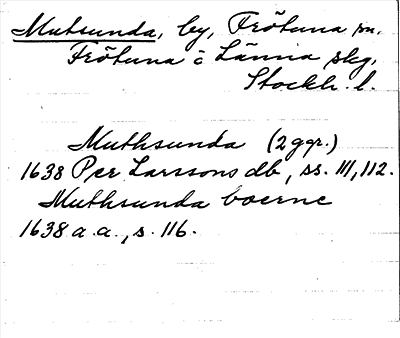 Mutsunda, by, Frötuna sn.
Frötuna o Länna skg,
Stockh. l.
Muthsunda (2 ggr.)
1638 Per Larssons db, ss. 111, 112.
Muthsunda boerne
1638 a.a., s. 116.